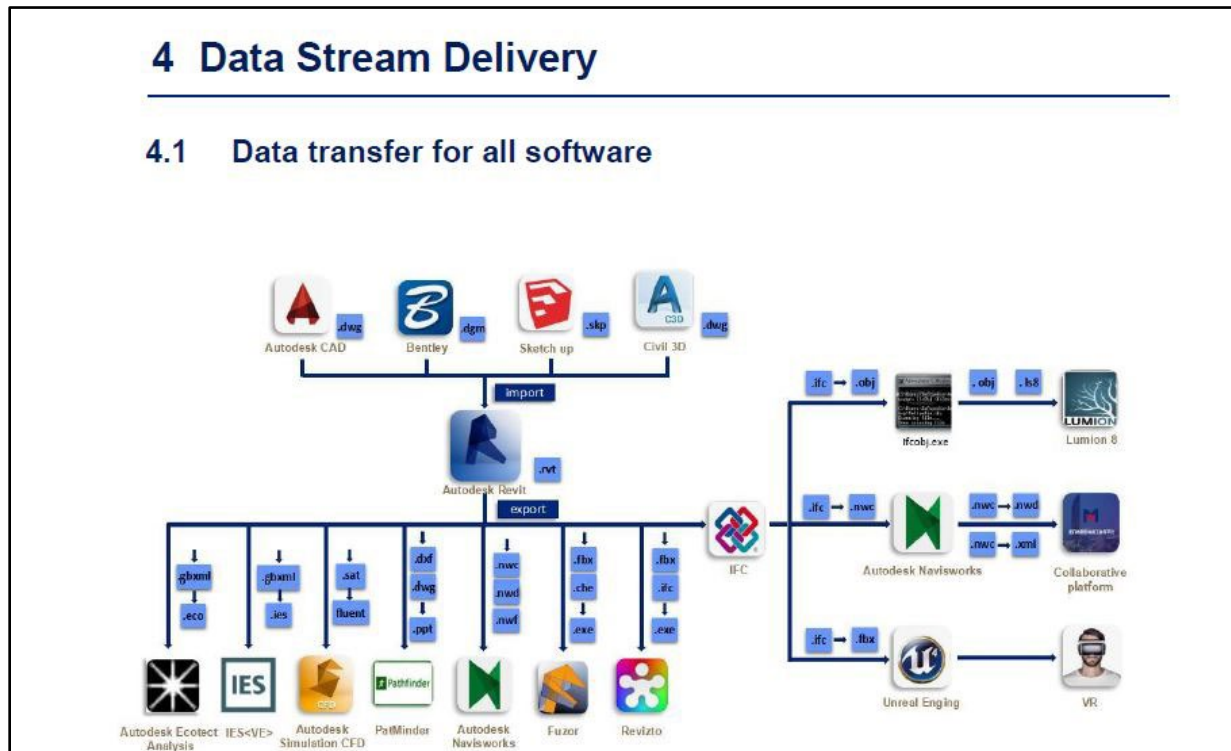 4 Data Stream Delivery
4.1 Data transfer for all software
.dwg
Autodesk CAD
B
.dgm
Bentley
.skp
Sketch up
A
C3D
.dwg
Civil 3D
import
.rvt
Autodesk Revit
export
.gbxml
.eco
Autodesk Ecotect
Analysis
.gbxml
.ies
IES
IES<VE>
.sat
fluent
CFD
Autodesk
Simulation CFD
.dxf
.dwg
.ppt
Pathfinder
PatMinder
.nwc
.nwd
.nwf
Autodesk
Navisworks
.fbx
.che
.exe
Fuzor
.fbx
.ifc
.exe
Revizto
IFC
.ifc .obj
Ifcobj.exe
.obj .ls8
LUMION
Lumion 8
.ifc .nwc
Autodesk Navisworks
.nwc .nwd
.nwc .xml
Collaborative
platform
.ifc .fbx
Unreal Enging
VR